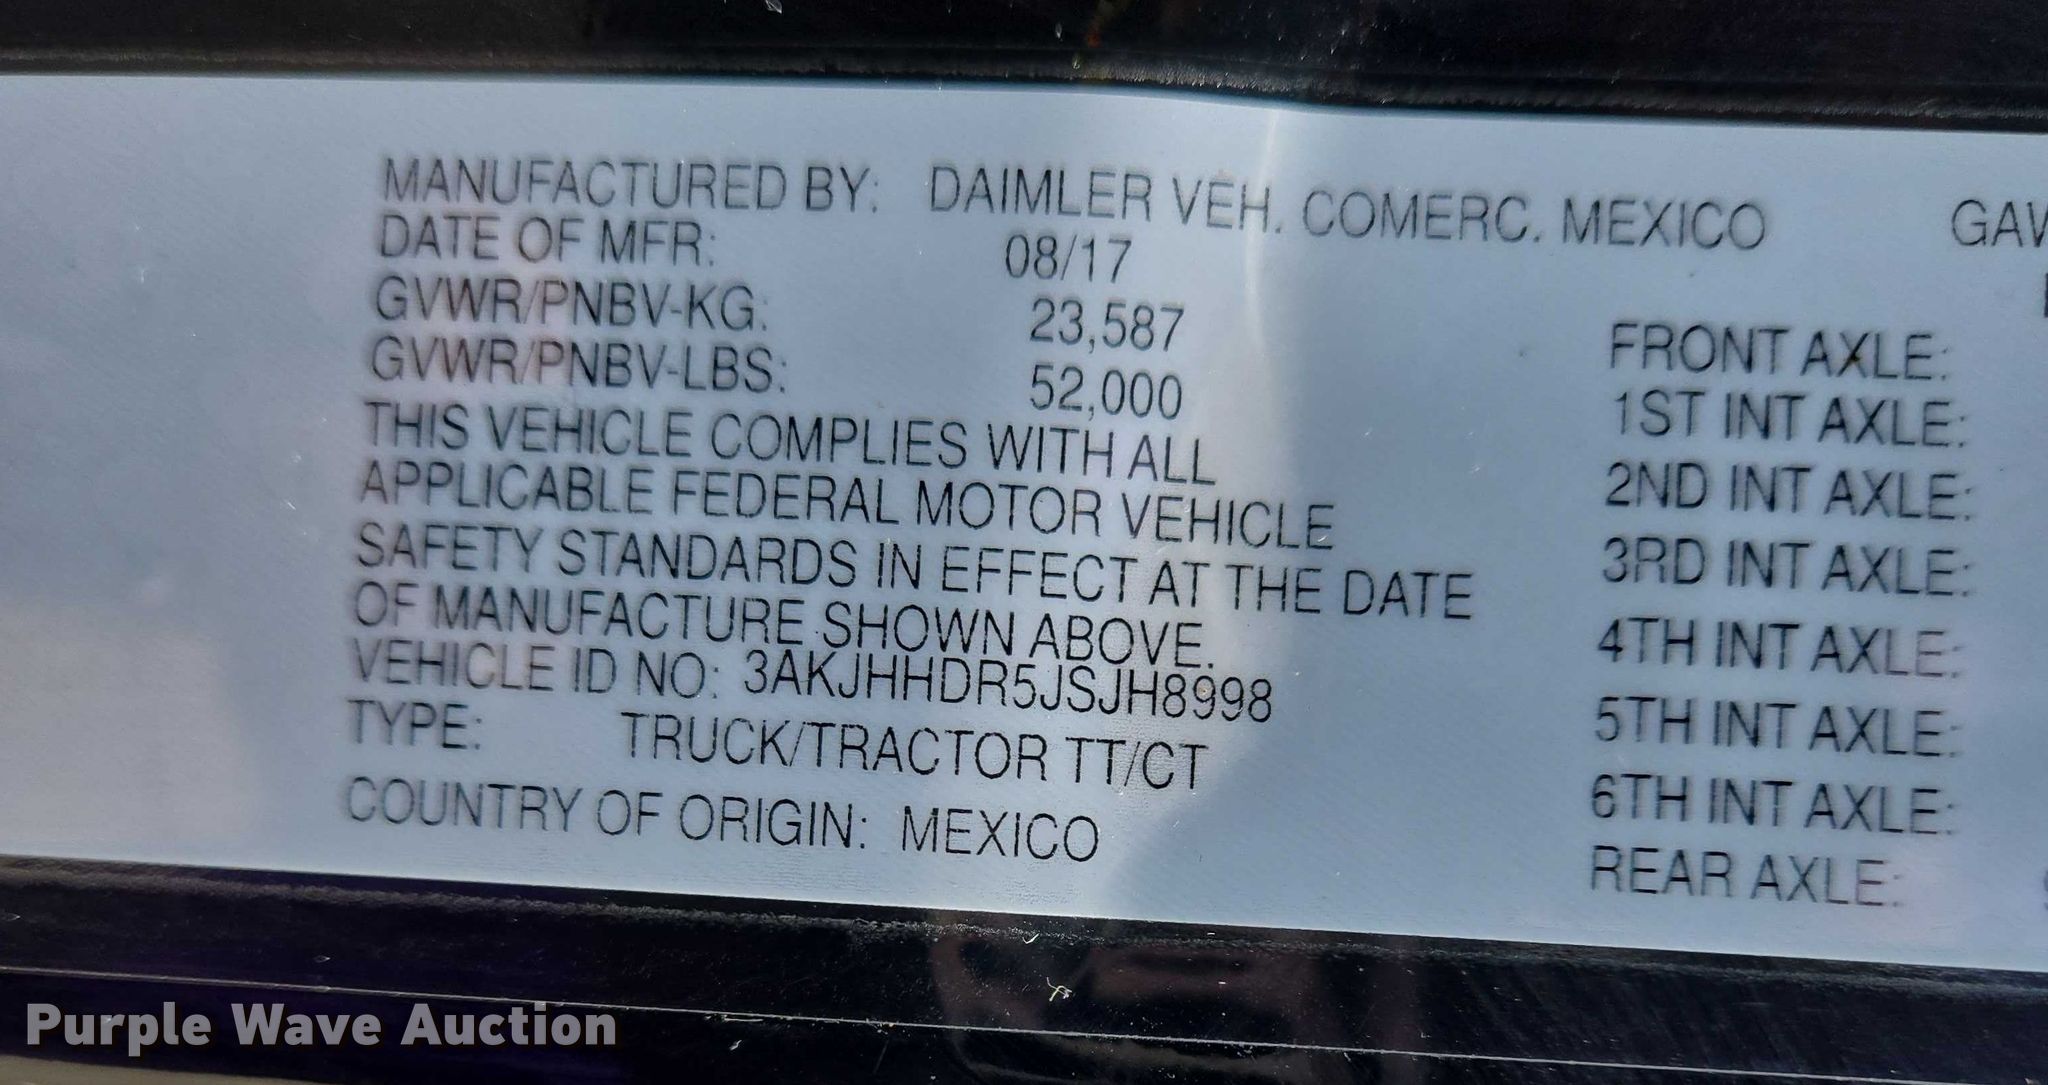 MANUFACTURED BY: DAIMLER VEH. COMERC. MEXICO
DATE OF MFR: 08/17
GVWR/PNBV-KG: 23,587
GVWR/PNBV-LBS: 52,000
THIS VEHICLE COMPLIES WITH ALL
APPLICABLE FEDERAL MOTOR VEHICLE
SAFETY STANDARDS IN EFFECT AT THE DATE
OF MANUFACTURE SHOWN ABOVE.
VEHICLE ID NO: 3AKJHHDR5JSJH8998
TYPE: TRUCK/TRACTOR TT/CT
COUNTRY OF ORIGIN: MEXICO
FRONT AXLE:
1ST INT AXLE:
2ND INT AXLE:
3RD INT AXLE:
4TH INT AXLE:
5TH INT AXLE:
6TH INT AXLE:
REAR AXLE:
Purple Wave Auction